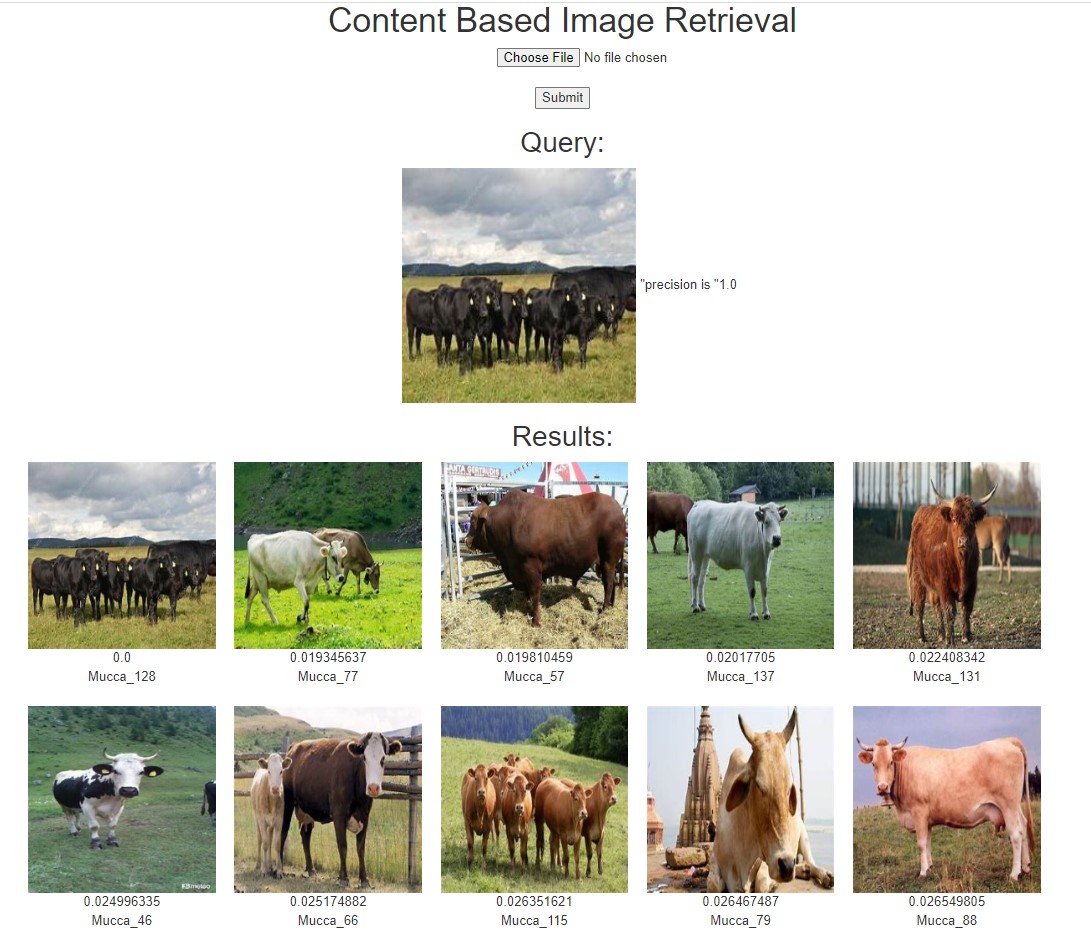 Content Based Image Retrieval
Choose File No file chosen
Submit
Query:
"precision is "1.0
Results:
SANTA GERTRUDIS
0.0
0.019345637
0.019810459
0.02017705
0.022408342
Mucca_128
Mucca_77
Mucca_57
Mucca_137
Mucca_131
0.024996335
0.025174882
0.026351621
0.026467487
0.026549805
Mucca_46
Mucca_66
Mucca_115
Mucca_79
Mucca_88